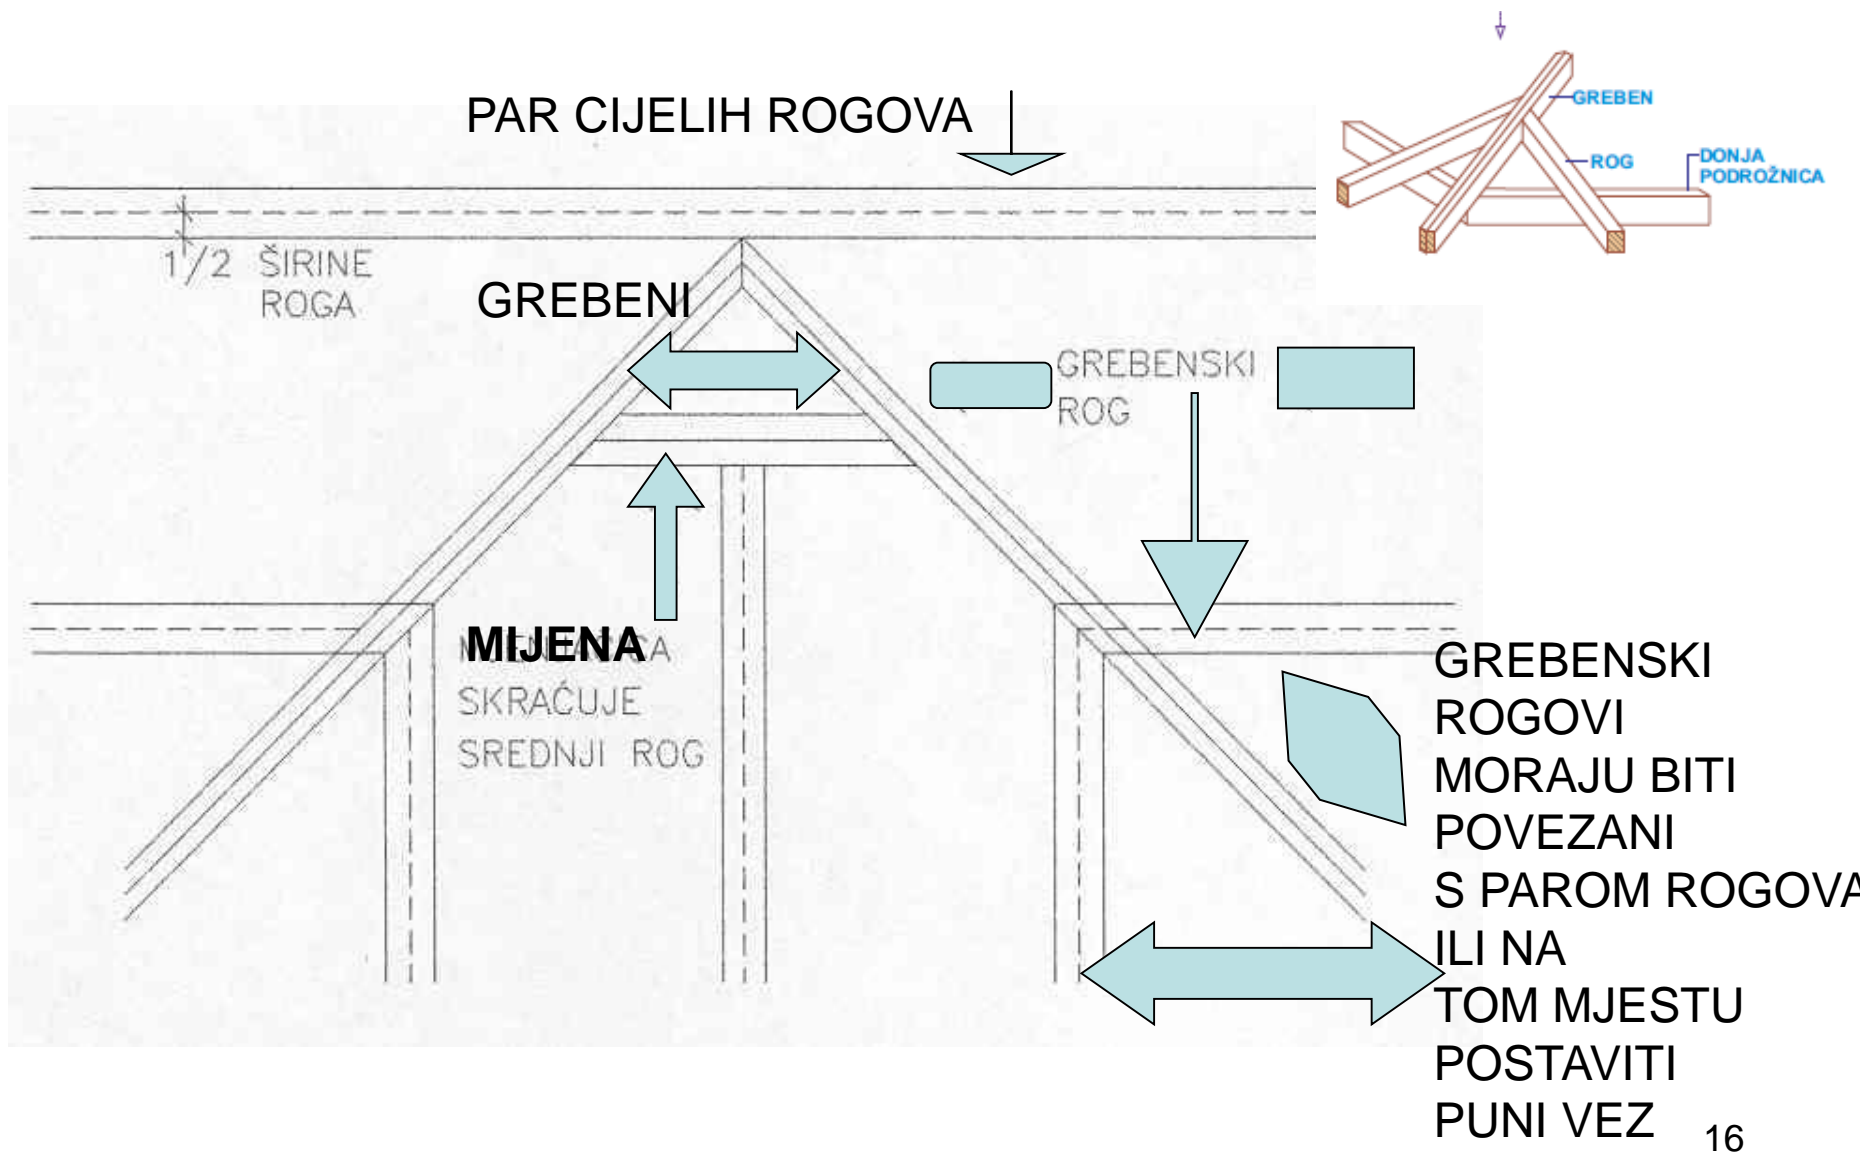 PAR CIJELIH ROGOVA
GREBEN
ROG
DONJA
PODROŽNICA
1/2 ŠIRINE
ROGA
GREBENI
GREBENSKI
ROG
MIJENA
SKRAĆUJE
SREDNJI ROG
GREBENSKI
ROGOVI
MORAJU BITI
POVEZANI
S PAROM ROGOVA
ILI NA
TOM MJESTU
POSTAVITI
PUNI VEZ
16